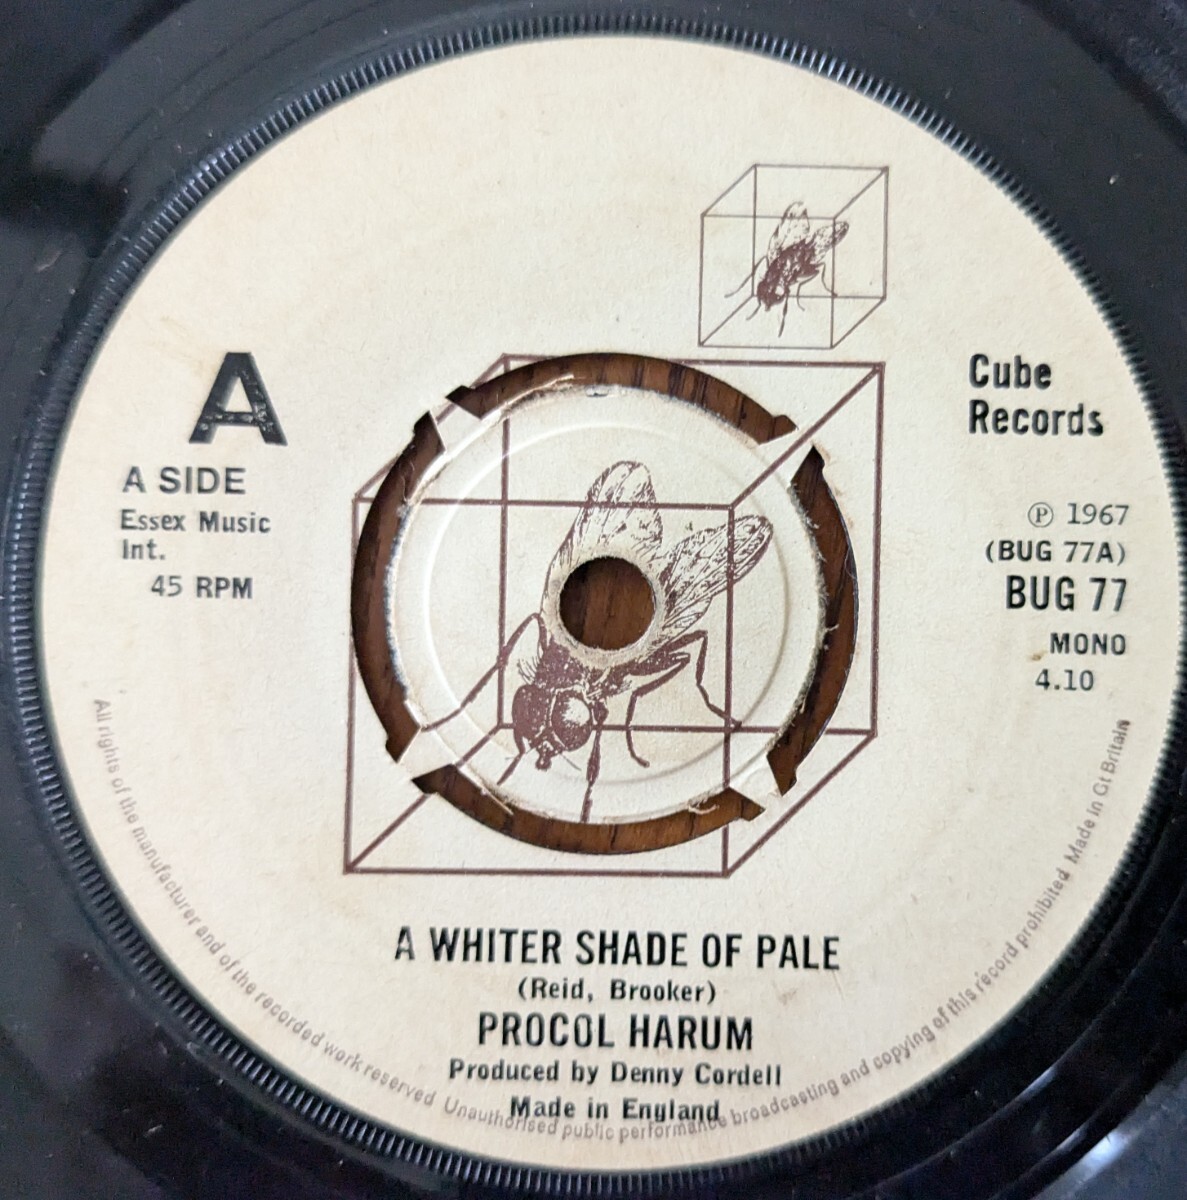 A
A SIDE
Essex Music
Int.
45 RPM
Cube
Records
℗ 1967
(BUG 77A)
BUG 77
MONO
4.10
A WHITER SHADE OF PALE
(Reid, Brooker)
PROCOL HARUM
Produced by Denny Cordell
Made in England
All rights of the manufacturer and of the recorded work reserved Unauthorised public performance broadcasting and copying of this record prohibited Made in Gt Britain